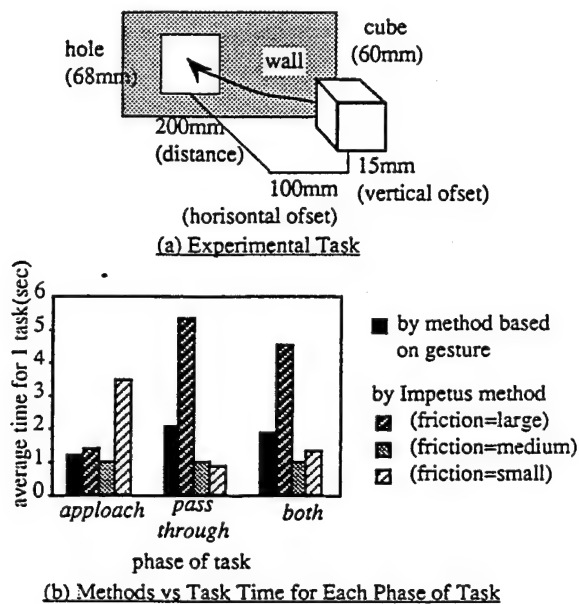 hole
(68mm)
wall
cube
(60mm)
200mm
(distance)
100mm
(horisontal ofset)
15mm
(vertical ofset)
(a) Experimental Task
average time for 1 task(sec)
6
5
4
3
2
1
0
apploach
pass
through
both
phase of task
by method based
on gesture
by Impetus method
(friction=large)
(friction=medium)
(friction=small)
(b) Methods vs Task Time for Each Phase of Task